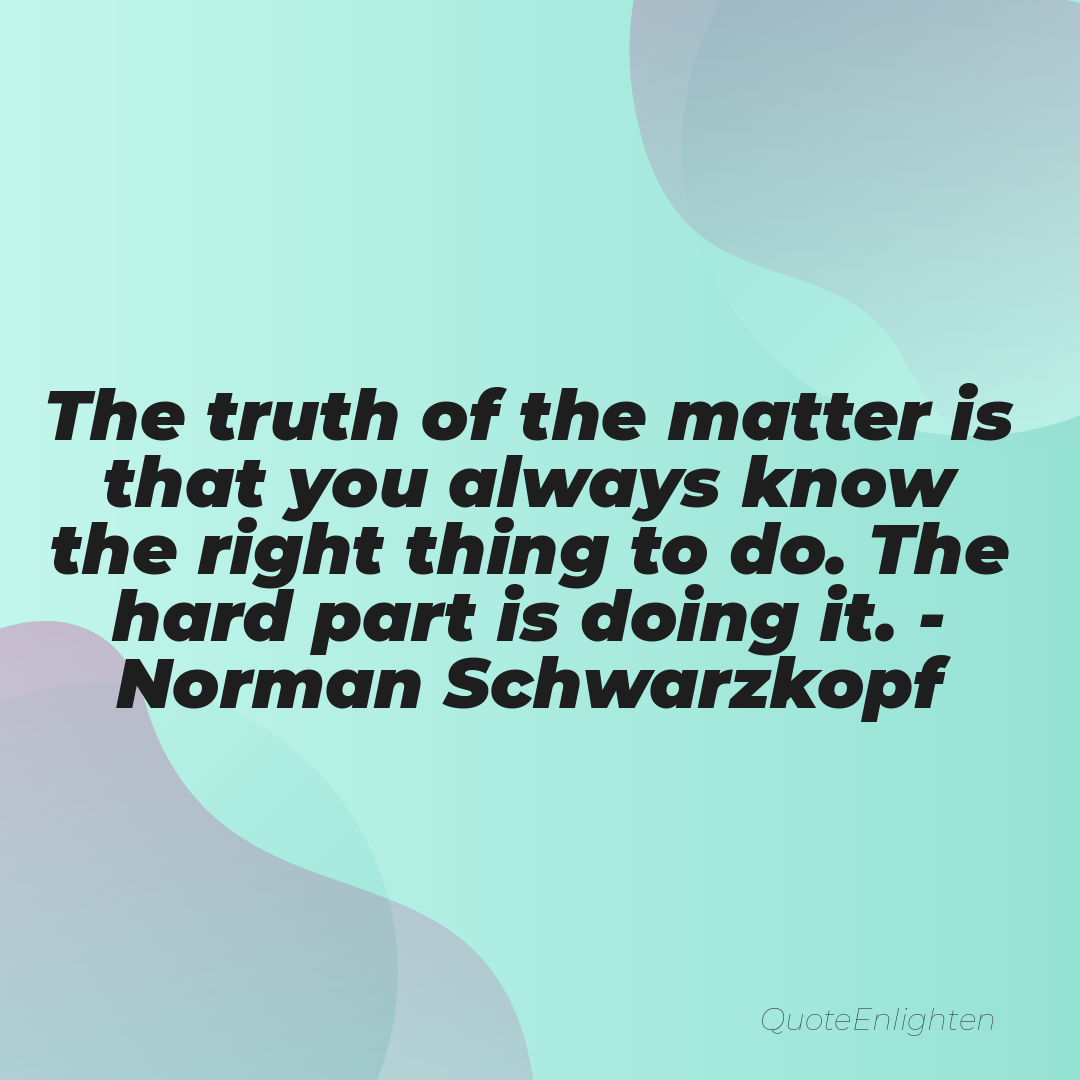 The truth of the matter is
that you always know
the right thing to do. The
hard part is doing it. -
Norman Schwarzkopf
QuoteEnlighten